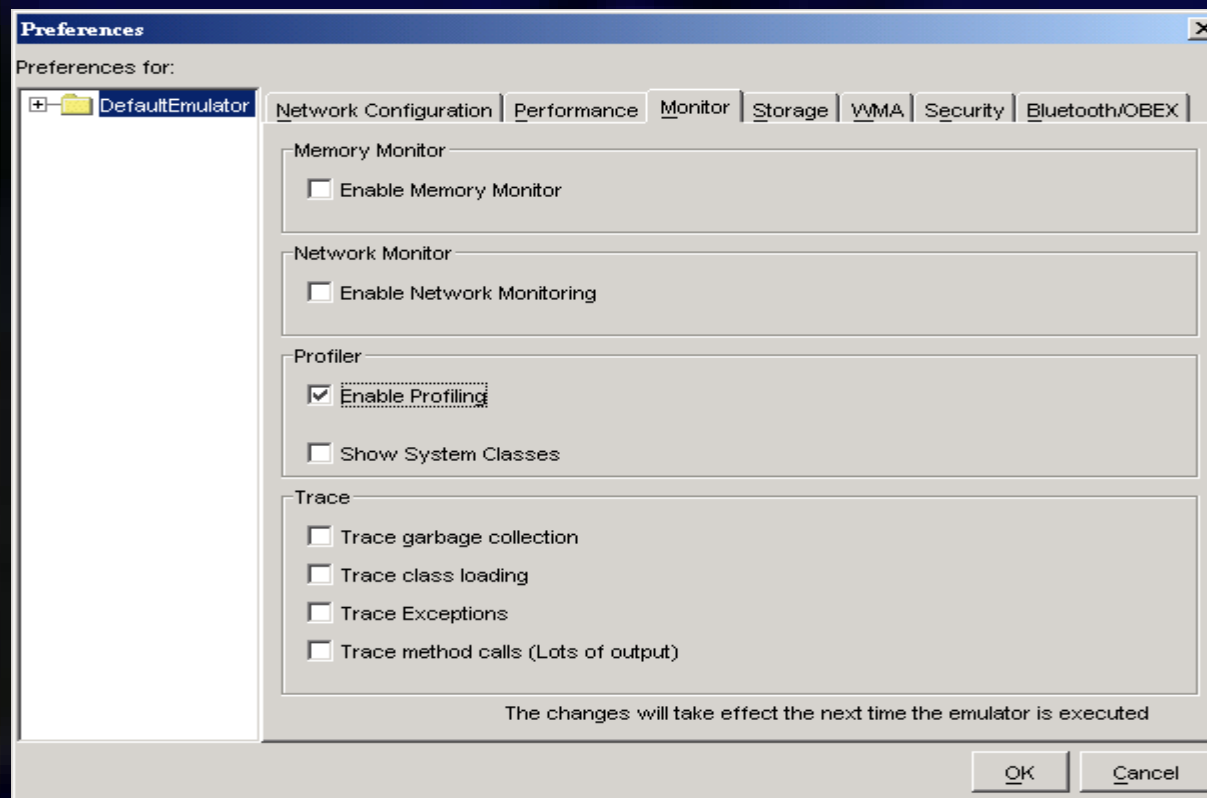 Preferences
Preferences for:
DefaultEmulator
Network Configuration Performance Monitor Storage WMA Security Bluetooth/OBEX
Memory Monitor
Enable Memory Monitor
Network Monitor
Enable Network Monitoring
Profiler
Enable Profiling
Show System Classes
Trace
Trace garbage collection
Trace class loading
Trace Exceptions
Trace method calls (Lots of output)
The changes will take effect the next time the emulator is executed
OK Cancel